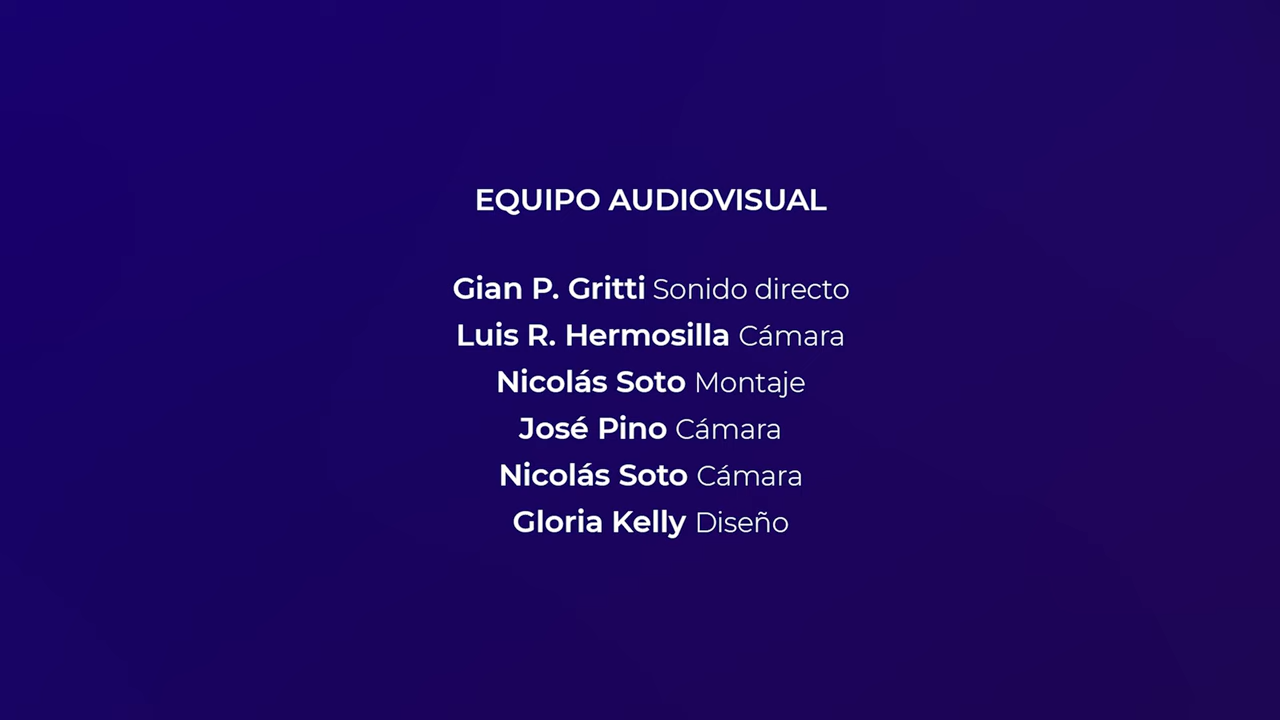 EQUIPO AUDIOVISUAL
Gian P. Gritti Sonido directo
Luis R. Hermosilla Cámara
Nicolás Soto Montaje
José Pino Cámara
Nicolás Soto Cámara
Gloria Kelly Diseño